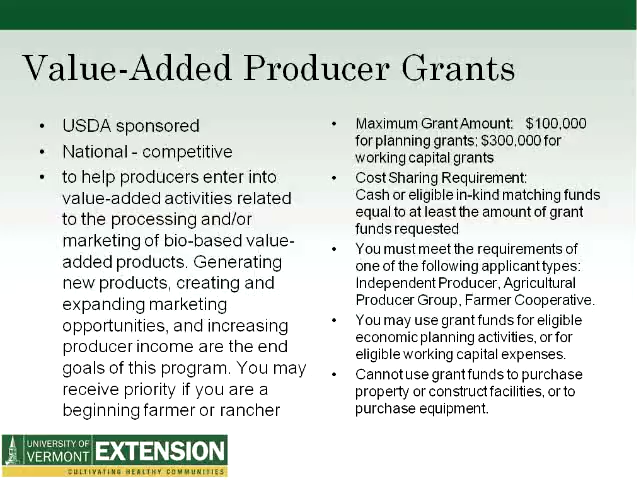 Value-Added Producer Grants
• USDA sponsored
• National - competitive
• to help producers enter into
value-added activities related
to the processing and/or
marketing of bio-based value-
added products. Generating
new products, creating and
expanding marketing
opportunities, and increasing
producer income are the end
goals of this program. You may
receive priority if you are a
beginning farmer or rancher
• Maximum Grant Amount: $100,000
for planning grants; $300,000 for
working capital grants
• Cost Sharing Requirement:
Cash or eligible in-kind matching funds
equal to at least the amount of grant
funds requested
• You must meet the requirements of
one of the following applicant types:
Independent Producer, Agricultural
Producer Group, Farmer Cooperative.
• You may use grant funds for eligible
economic planning activities, or for
eligible working capital expenses.
• Cannot use grant funds to purchase
property or construct facilities, or to
purchase equipment.
UNIVERSITY OF
VERMONT EXTENSION
CULTIVATING HEALTHY COMMUNITIES